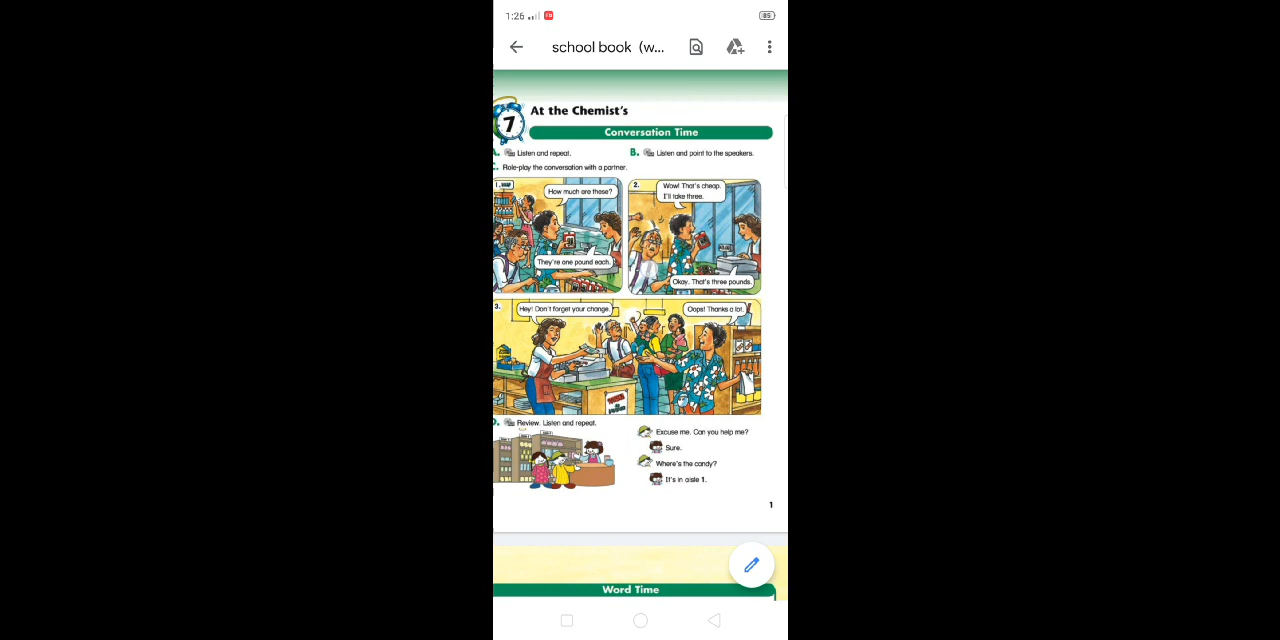 1:26
85
school book (w...
At the Chemist's
7
Conversation Time
Listen and repeat.
B. Listen and point to the speakers.
Role-play the conversation with a partner.
1.
How much are these?
They're one pound each.
2.
Wow! That's cheap.
I'll take three.
Okay. That's three pounds.
3.
Hey! Don't forget your change.
Oops! Thanks a lot.
Review. Listen and repeat.
Excuse me. Can you help me?
Sure.
Where's the candy?
It's in aisle 1.
1
Word Time